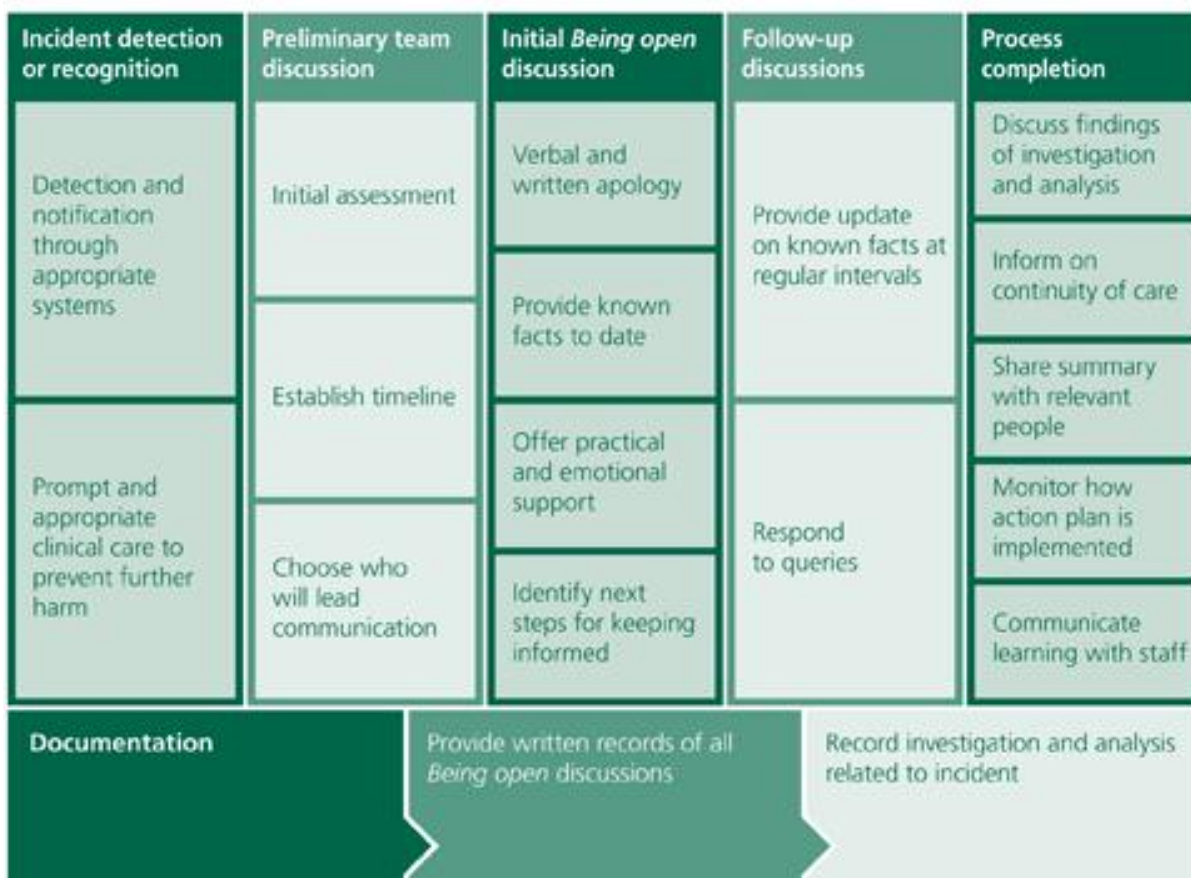 Incident detection
or recognition
Detection and
notification
through
appropriate
systems
Prompt and
appropriate
clinical care to
prevent further
harm
Preliminary team
discussion
Initial assessment
Establish timeline
Choose who
will lead
communication
Initial Being open
discussion
Verbal and
written apology
Provide known
facts to date
Offer practical
and emotional
support
Identify next
steps for keeping
informed
Follow-up
discussions
Provide update
on known facts at
regular intervals
Respond
to queries
Process
completion
Discuss findings
of investigation
and analysis
Inform on
continuity of care
Share summary
with relevant
people
Monitor how
action plan is
implemented
Communicate
learning with staff
Documentation
Provide written records of all
Being open discussions
Record investigation and analysis
related to incident